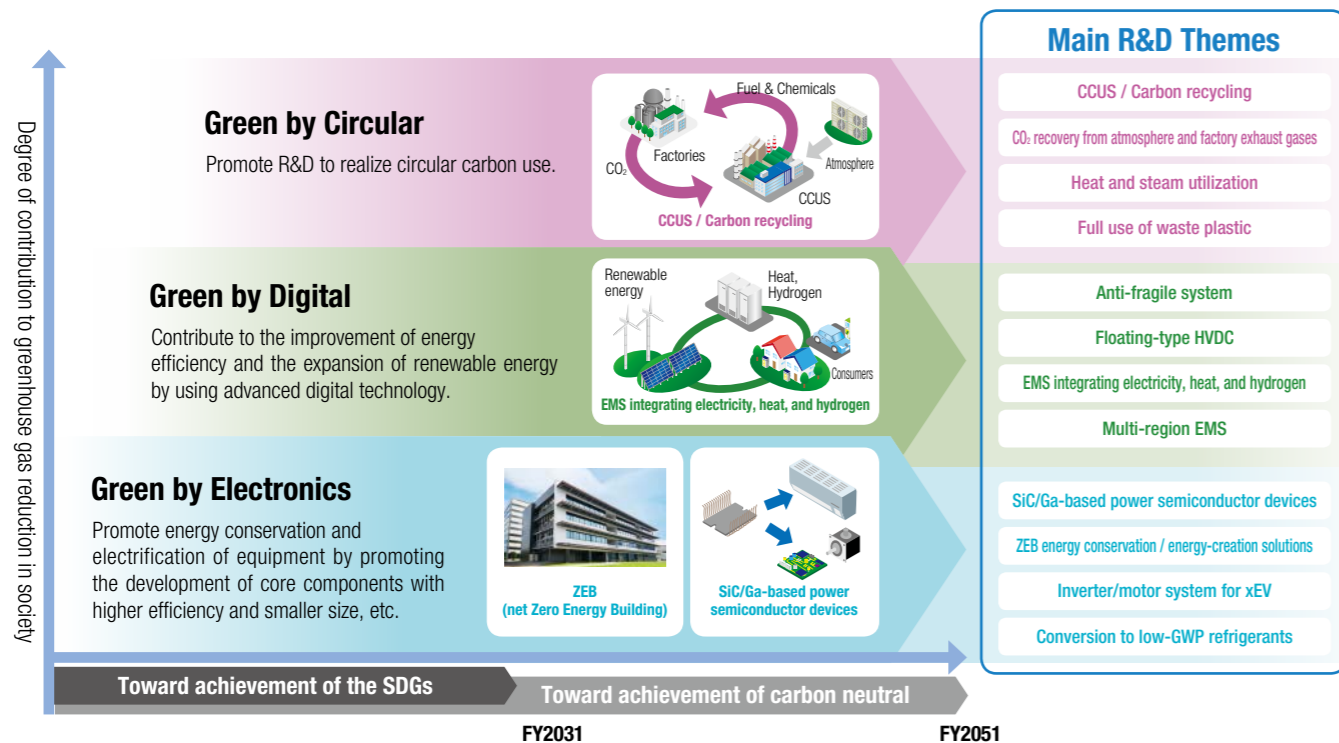 Degree of contribution to greenhouse gas reduction in society
Green by Circular
Promote R&D to realize circular carbon use.
Fuel & Chemicals
Factories
CO₂
Atmosphere
CCUS
CCUS / Carbon recycling
Green by Digital
Contribute to the improvement of energy
efficiency and the expansion of renewable energy
by using advanced digital technology.
Renewable
energy
Heat,
Hydrogen
Consumers
EMS integrating electricity, heat, and hydrogen
Green by Electronics
Promote energy conservation and
electrification of equipment by promoting
the development of core components with
higher efficiency and smaller size, etc.
ZEB
(net Zero Energy Building)
SiC/Ga-based power
semiconductor devices
Main R&D Themes
CCUS / Carbon recycling
CO₂ recovery from atmosphere and factory exhaust gases
Heat and steam utilization
Full use of waste plastic
Anti-fragile system
Floating-type HVDC
EMS integrating electricity, heat, and hydrogen
Multi-region EMS
SiC/Ga-based power semiconductor devices
ZEB energy conservation / energy-creation solutions
Inverter/motor system for xEV
Conversion to low-GWP refrigerants
Toward achievement of the SDGs
Toward achievement of carbon neutral
FY2031
FY2051